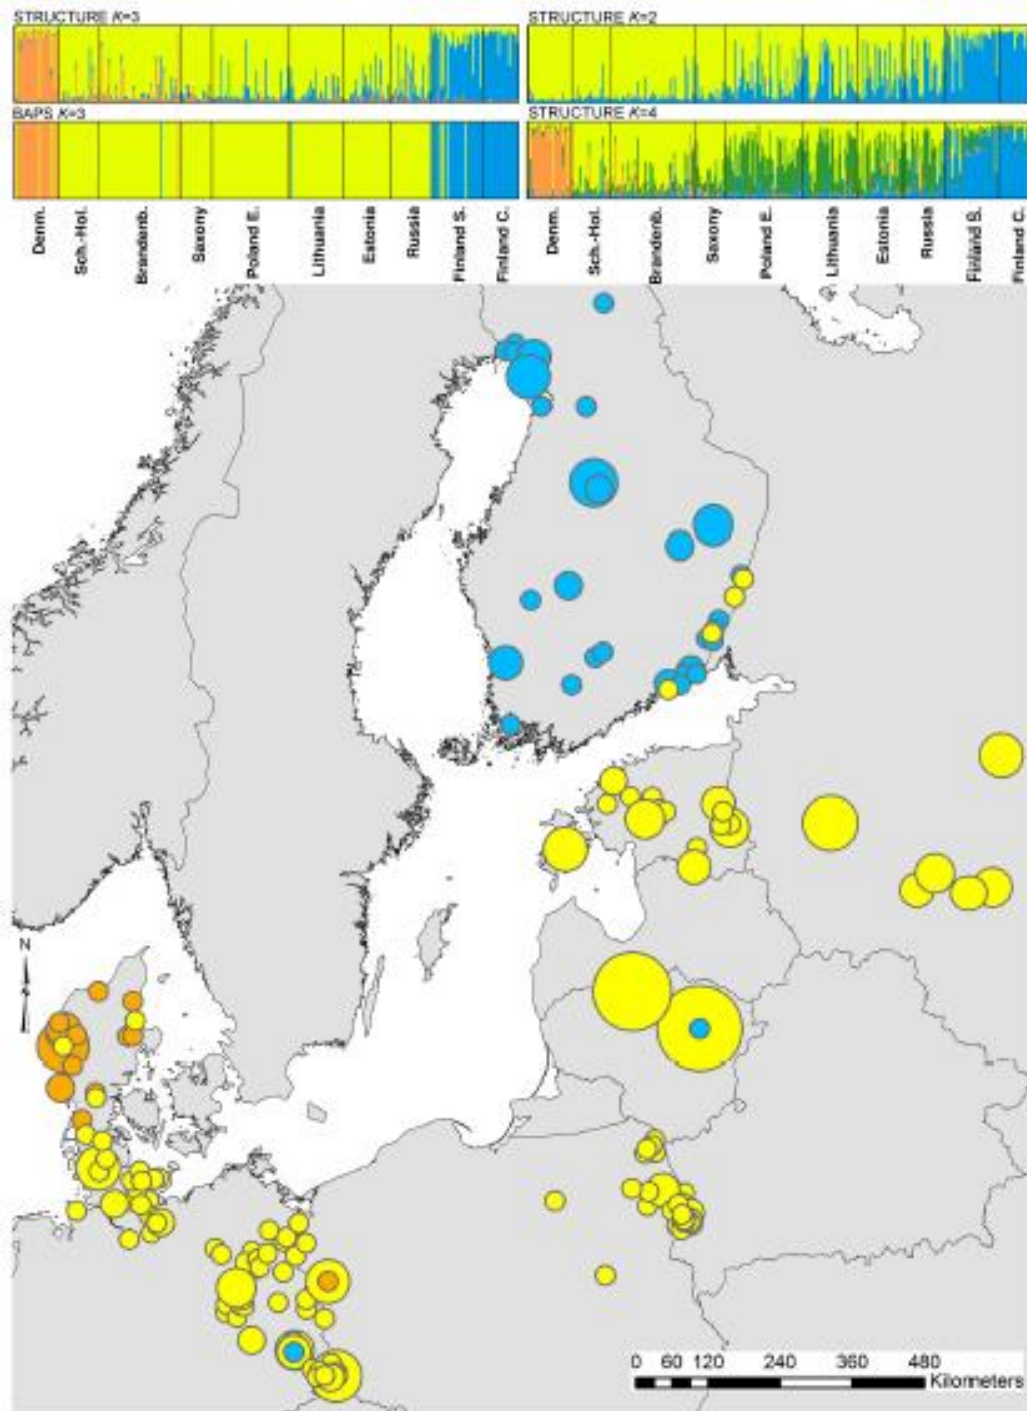 STRUCTURE K=3
STRUCTURE K=2
BAPS K=3
STRUCTURE K=4
Denm.
Sch.-Hol.
Brandenb.
Saxony
Poland E.
Lithuania
Estonia
Russia
Finland S.
Finland C.
Denm.
Sch.-Hol.
Brandenb.
Saxony
Poland E.
Lithuania
Estonia
Russia
Finland S.
Finland C.
N
0 60 120 240 360 480
Kilometers